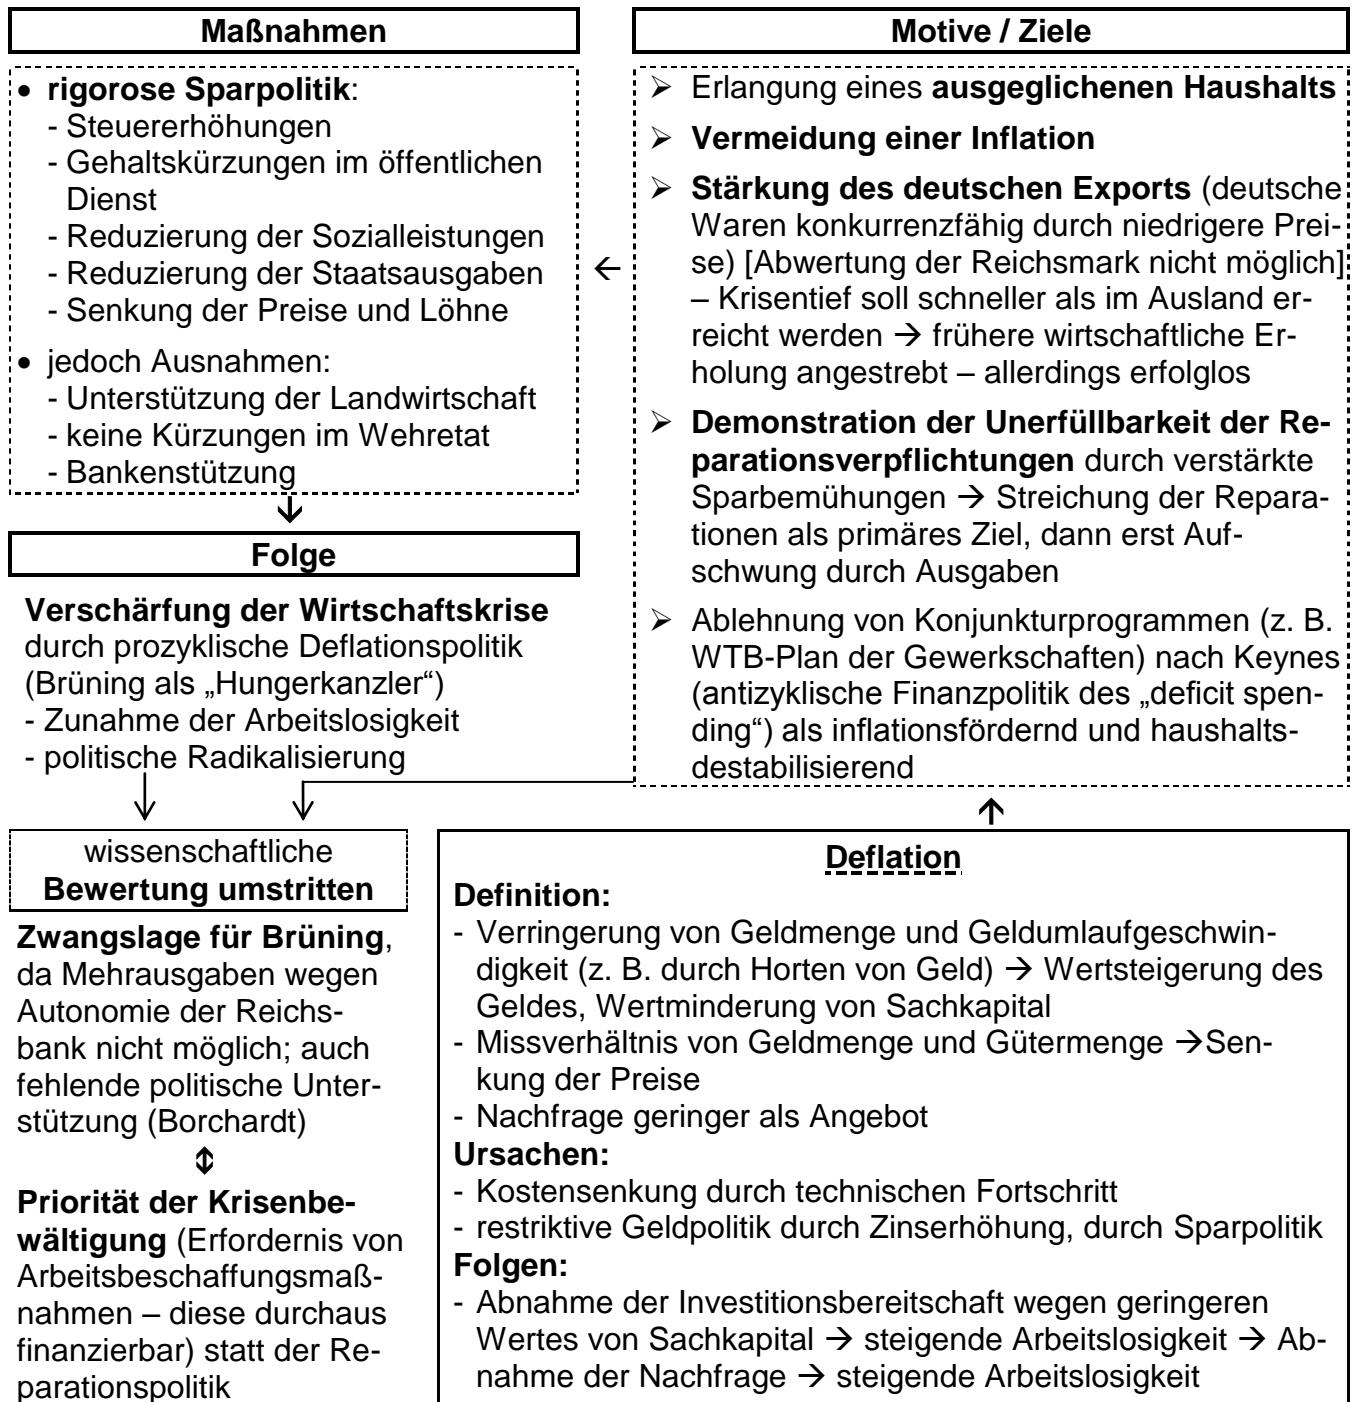 Maßnahmen
• rigorose Sparpolitik:
- Steuererhöhungen
- Gehaltskürzungen im öffentlichen
Dienst
- Reduzierung der Sozialleistungen
- Reduzierung der Staatsausgaben
- Senkung der Preise und Löhne
• jedoch Ausnahmen:
- Unterstützung der Landwirtschaft
- keine Kürzungen im Wehretat
- Bankenstützung
Motive / Ziele
➢ Erlangung eines ausgeglichenen Haushalts
➢ Vermeidung einer Inflation
➢ Stärkung des deutschen Exports (deutsche
Waren konkurrenzfähig durch niedrigere Prei-
se) [Abwertung der Reichsmark nicht möglich]
– Krisentief soll schneller als im Ausland er-
reicht werden → frühere wirtschaftliche Er-
holung angestrebt – allerdings erfolglos
➢ Demonstration der Unerfüllbarkeit der Re-
parationsverpflichtungen durch verstärkte
Sparbemühungen → Streichung der Repara-
tionen als primäres Ziel, dann erst Auf-
schwung durch Ausgaben
➢ Ablehnung von Konjunkturprogrammen (z. B.
WTB-Plan der Gewerkschaften) nach Keynes
(antizyklische Finanzpolitik des „deficit spen-
ding“) als inflationsfördernd und haushalts-
destabilisierend
Folge
Verschärfung der Wirtschaftskrise
durch prozyklische Deflationspolitik
(Brüning als „Hungerkanzler“)
- Zunahme der Arbeitslosigkeit
- politische Radikalisierung
wissenschaftliche
Bewertung umstritten
Zwangslage für Brüning,
da Mehrausgaben wegen
Autonomie der Reichs-
bank nicht möglich; auch
fehlende politische Unter-
stützung (Borchardt)
⇕
Priorität der Krisenbe-
wältigung (Erfordernis von
Arbeitsbeschaffungsmaß-
nahmen – diese durchaus
finanzierbar) statt der Re-
parationspolitik
Deflation
Definition:
- Verringerung von Geldmenge und Geldumlaufgeschwin-
digkeit (z. B. durch Horten von Geld) → Wertsteigerung des
Geldes, Wertminderung von Sachkapital
- Missverhältnis von Geldmenge und Gütermenge →Sen-
kung der Preise
- Nachfrage geringer als Angebot
Ursachen:
- Kostensenkung durch technischen Fortschritt
- restriktive Geldpolitik durch Zinserhöhung, durch Sparpolitik
Folgen:
- Abnahme der Investitionsbereitschaft wegen geringeren
Wertes von Sachkapital → steigende Arbeitslosigkeit → Ab-
nahme der Nachfrage → steigende Arbeitslosigkeit